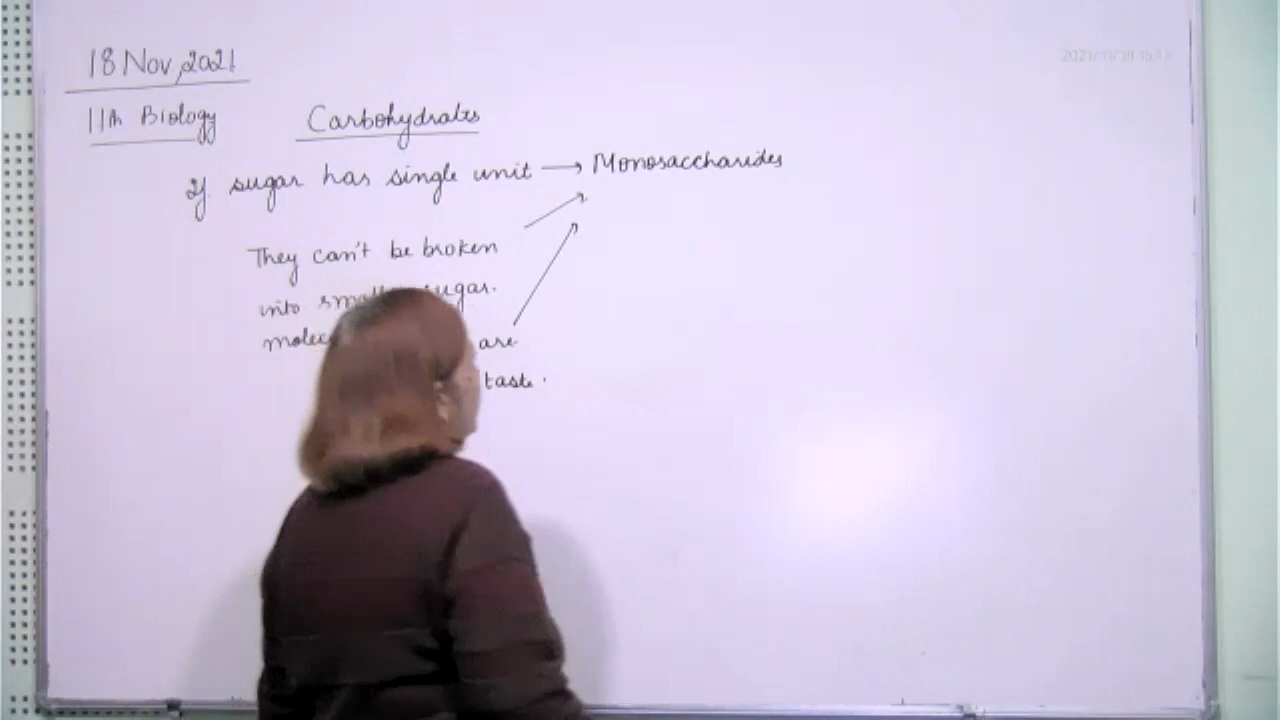 18 Nov, 2021
11th Biology Carbohydrates
If sugar has single unit → Monosaccharides
They can't be broken
into sugar.
are
taste.